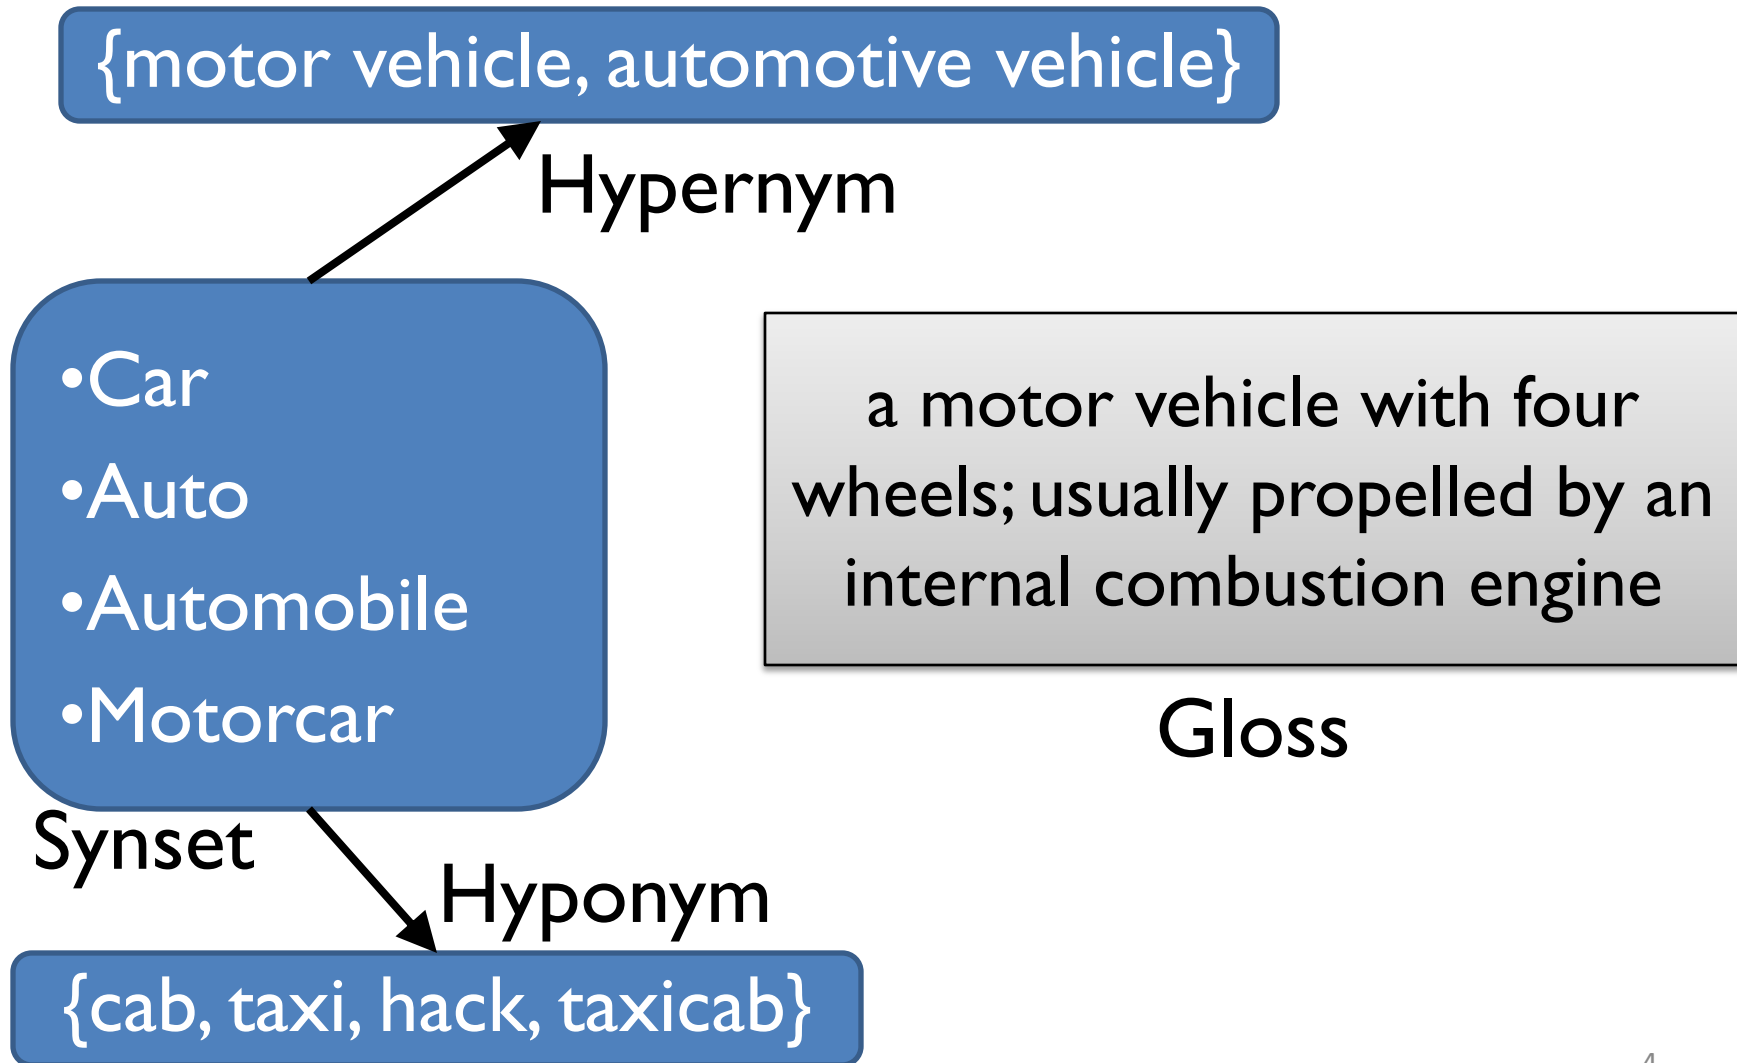 {motor vehicle, automotive vehicle}
Hypernym
•Car
•Auto
•Automobile
•Motorcar
Synset
a motor vehicle with four
wheels; usually propelled by an
internal combustion engine
Gloss
Hyponym
{cab, taxi, hack, taxicab}